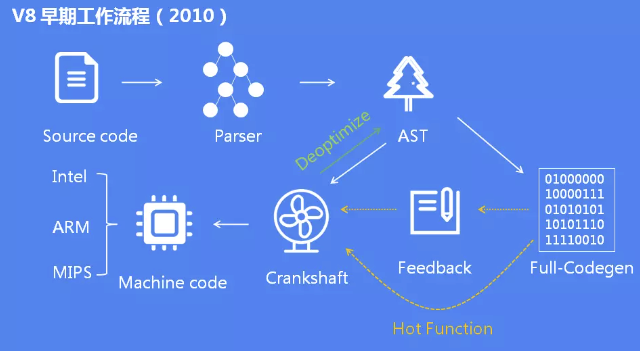 V8 早期工作流程（2010）
Source code
Parser
AST
Deoptimize
Intel
ARM
MIPS
Machine code
Crankshaft
Feedback
01000000
10000111
01010101
10101110
11110010
Full-Codegen
Hot Function